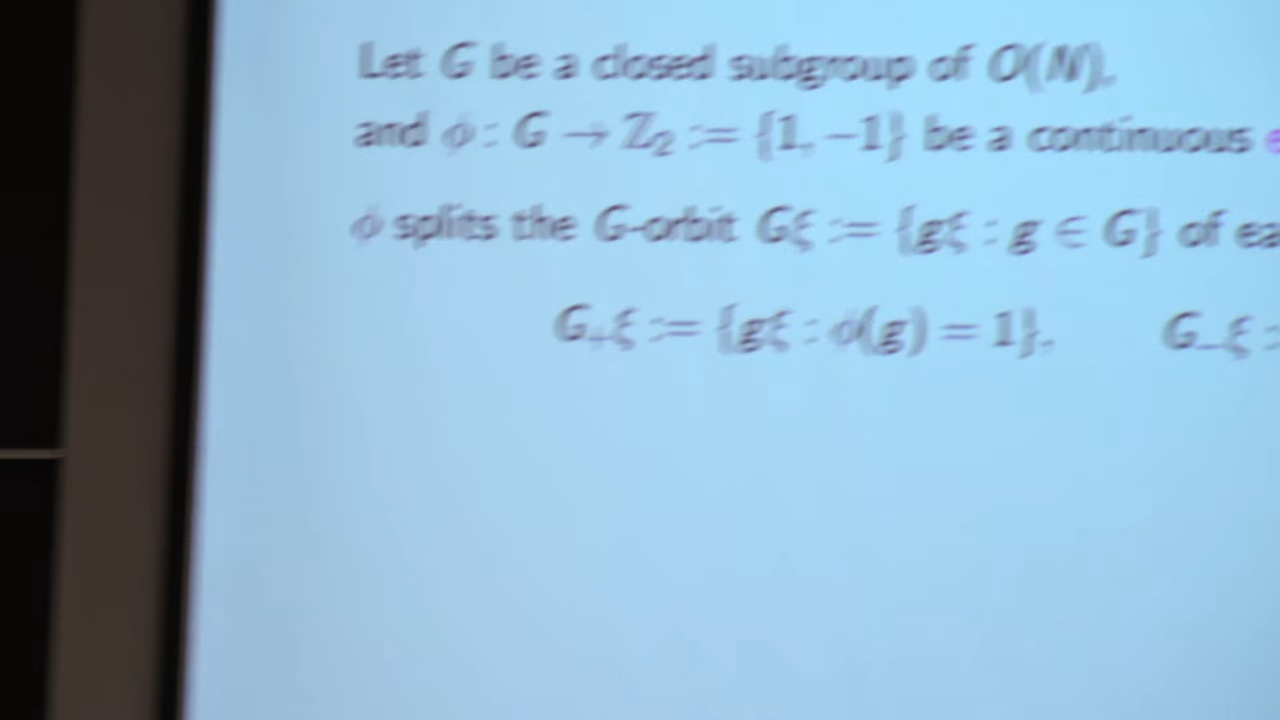 Let G be a closed subgroup of O(N),
and ϕ : G → ℤ₂ := {1, −1} be a continuous
ϕ splits the G-orbit Gξ := {gξ : g ∈ G} of
G₊ξ := {gξ : ϕ(g) = 1}, G₋ξ :